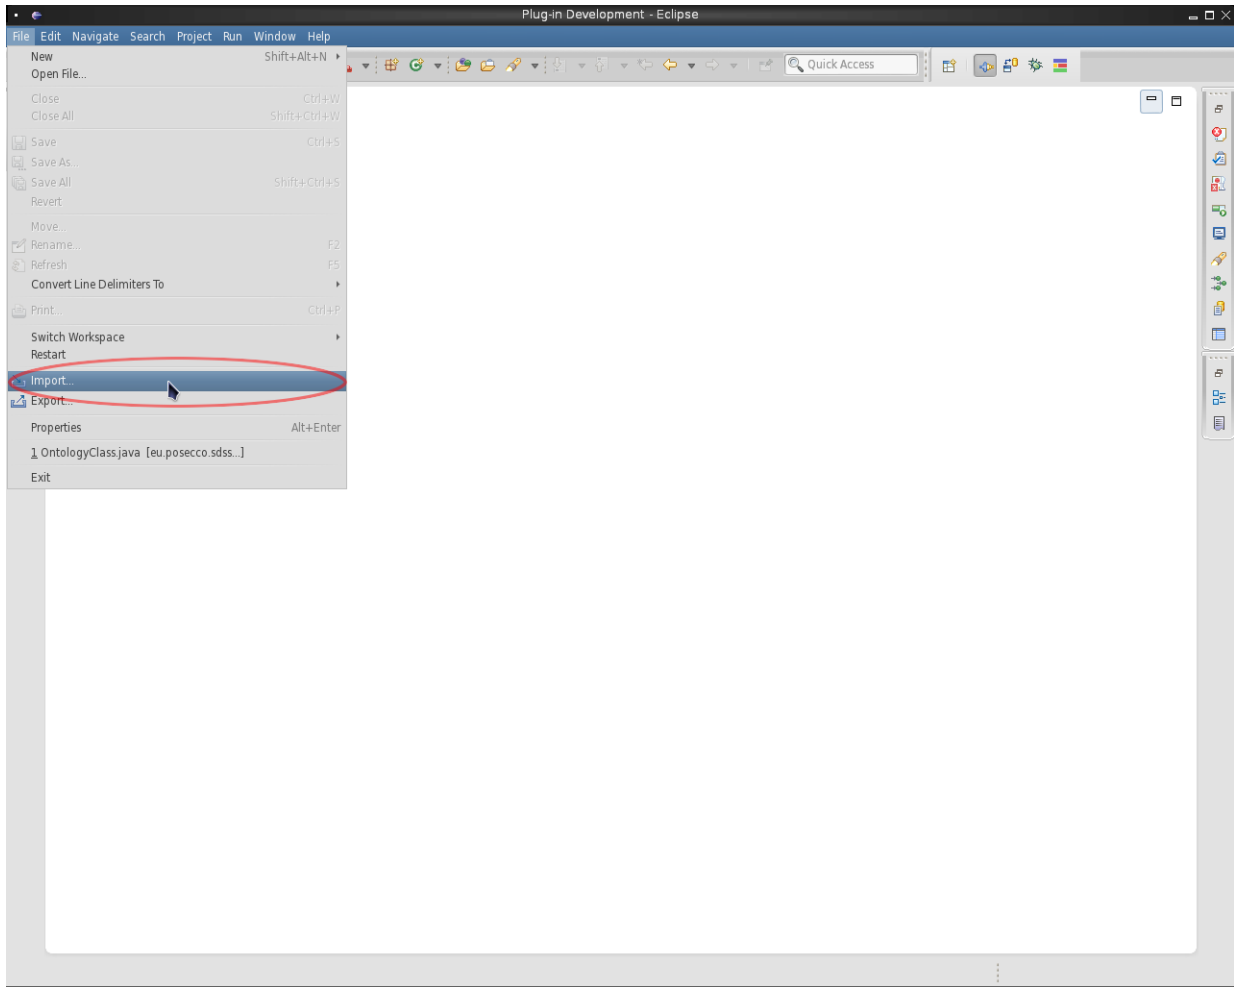 Plug-in Development - Eclipse
File Edit Navigate Search Project Run Window Help
New Shift+Alt+N
Open File...
Quick Access
Close Ctrl+W
Close All Shift+Ctrl+W
Save Ctrl+S
Save As...
Save All Shift+Ctrl+S
Revert
Move...
Rename... F2
Refresh F5
Convert Line Delimiters To
Print... Ctrl+P
Switch Workspace
Restart
Import...
Export...
Properties Alt+Enter
1 OntologyClass.java [eu.posecco.sdss...]
Exit